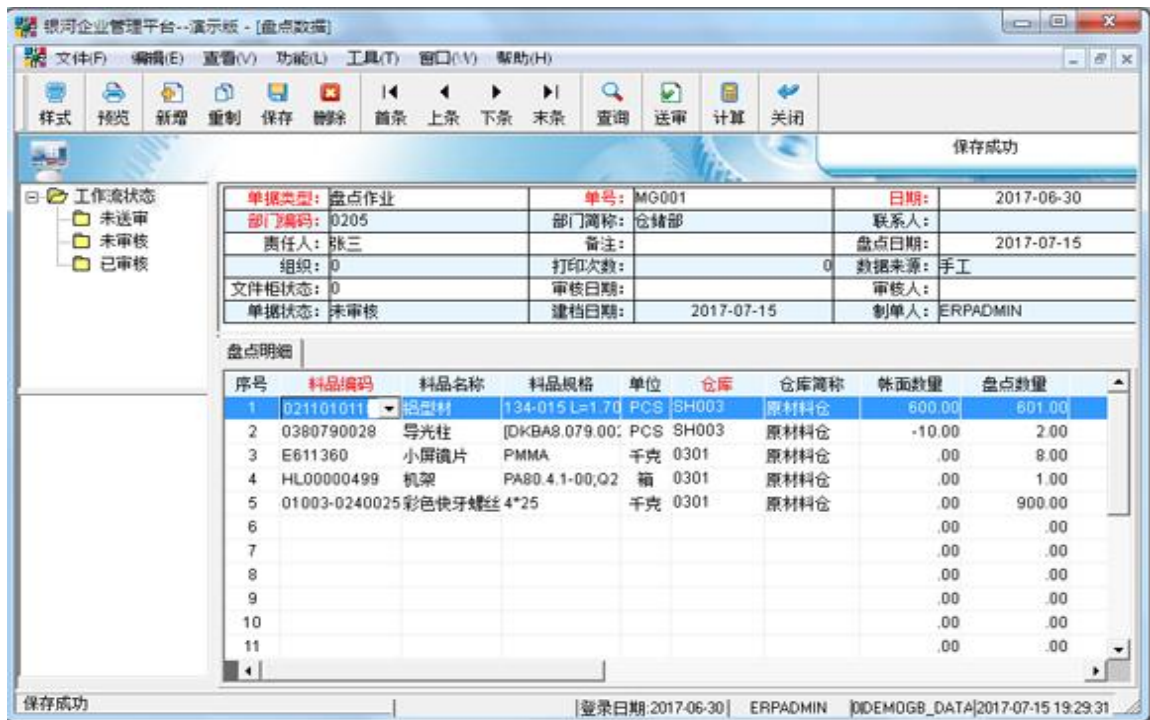 银河企业管理平台--演示版 - [盘点数据]
文件(F) 编辑(E) 查看(V) 功能(L) 工具(T) 窗口(W) 帮助(H)
样式 预览 新增 重制 保存 删除 首条 上条 下条 末条 查询 送审 计算 关闭
保存成功
工作流状态
未送审
未审核
已审核
单据类型: 盘点作业 单号: MG001 日期: 2017-06-30
部门编码: 0205 部门简称: 仓储部 联系人:
责任人: 张三 备注: 盘点日期: 2017-07-15
组织: 0 打印次数: 0 数据来源: 手工
文件柜状态: 0 审核日期: 审核人:
单据状态: 未审核 建档日期: 2017-07-15 制单人: ERPADMIN
盘点明细
序号 料品编码 料品名称 料品规格 单位 仓库 仓库简称 帐面数量 盘点数量
1 021101011 铝型材 134-015 L=1.70 PCS SH003 原材料仓 600.00 601.00
2 0380790028 导光柱 [DKBA8.079.00 PCS SH003 原材料仓 -10.00 2.00
3 E611360 小屏镜片 PMMA 千克 0301 原材料仓 .00 8.00
4 HL00000499 机架 PA80.4.1-00;Q2 箱 0301 原材料仓 .00 1.00
5 01003-0240025 彩色快牙螺丝 4*25 千克 0301 原材料仓 .00 900.00
6 .00 .00
7 .00 .00
8 .00 .00
9 .00 .00
10 .00 .00
11 .00 .00
保存成功 登录日期:2017-06-30 ERPADMIN DEMOGB_DATA 2017-07-15 19:29:31